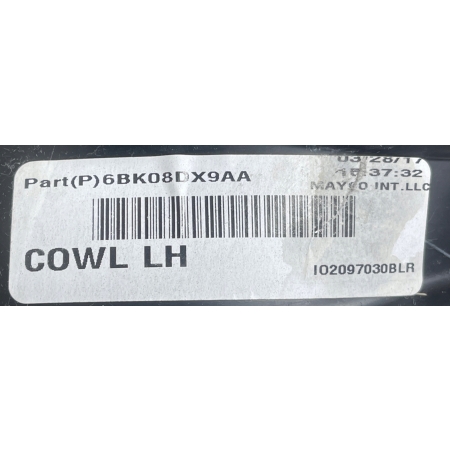 03/28/17
Part(P)6BK08DX9AA
15:37:32
MAYCO INT.LLC
COWL LH
IO2097030BLR